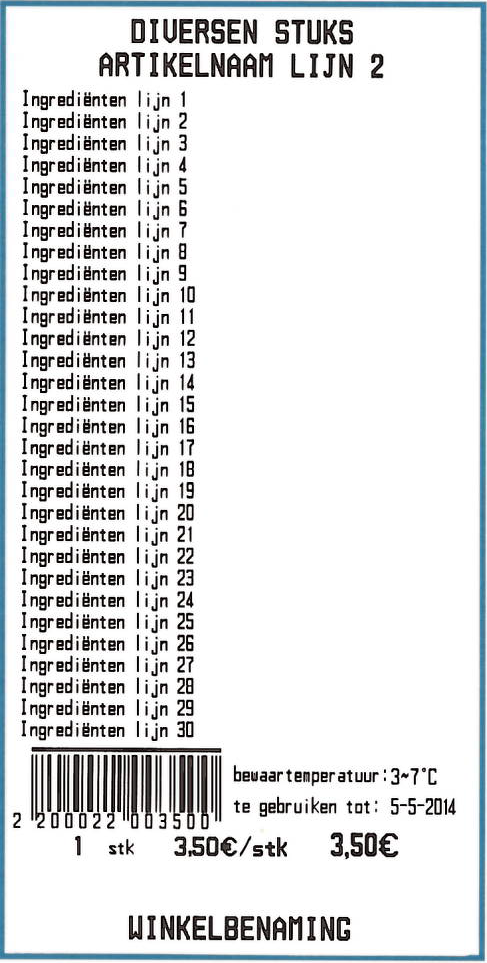 DIVERSEN STUKS
ARTIKELNAAM LIJN 2
Ingrediënten lijn 1
Ingrediënten lijn 2
Ingrediënten lijn 3
Ingrediënten lijn 4
Ingrediënten lijn 5
Ingrediënten lijn 6
Ingrediënten lijn 7
Ingrediënten lijn 8
Ingrediënten lijn 9
Ingrediënten lijn 10
Ingrediënten lijn 11
Ingrediënten lijn 12
Ingrediënten lijn 13
Ingrediënten lijn 14
Ingrediënten lijn 15
Ingrediënten lijn 16
Ingrediënten lijn 17
Ingrediënten lijn 18
Ingrediënten lijn 19
Ingrediënten lijn 20
Ingrediënten lijn 21
Ingrediënten lijn 22
Ingrediënten lijn 23
Ingrediënten lijn 24
Ingrediënten lijn 25
Ingrediënten lijn 26
Ingrediënten lijn 27
Ingrediënten lijn 28
Ingrediënten lijn 29
Ingrediënten lijn 30
bewaartemperatuur:3~7°C
te gebruiken tot: 5-5-2014
2 200022 003500
1 stk 3.50€/stk 3,50€
WINKELBENAMING